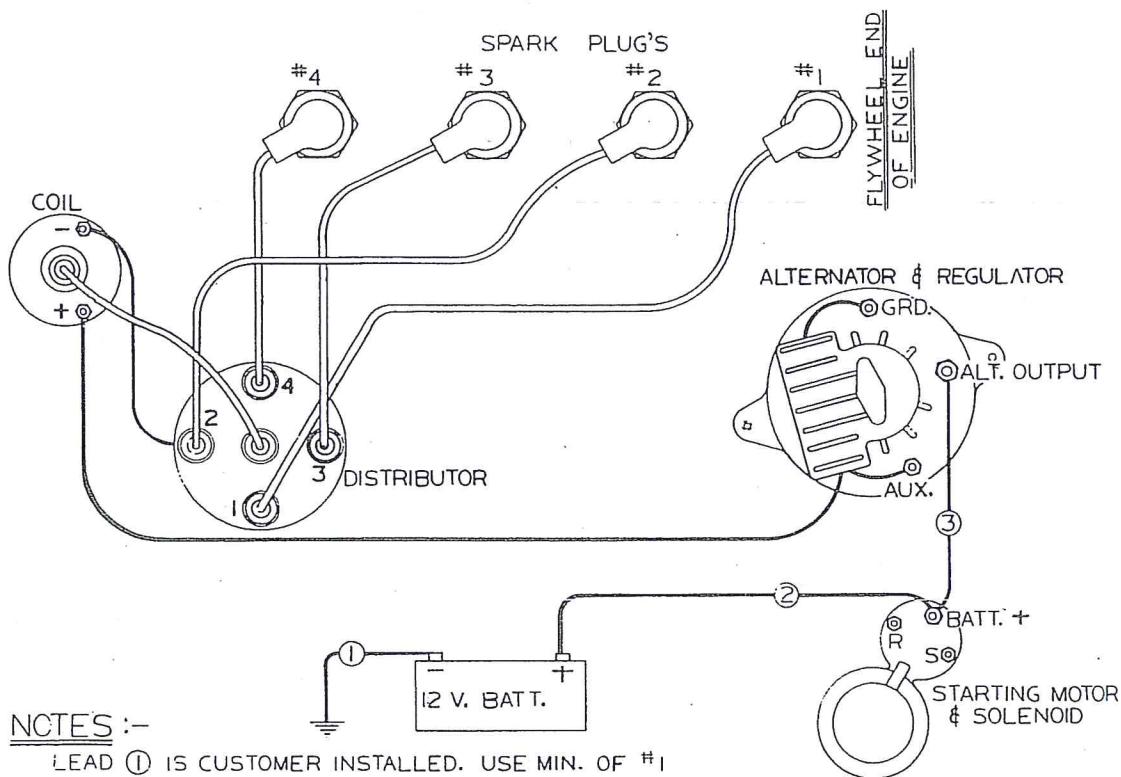 SPARK PLUG'S
#4
#3
#2
#1
FLYWHEEL END
OF ENGINE
COIL
-
+
ALTERNATOR & REGULATOR
GRD.
ALT. OUTPUT
AUX.
4
2
3
1
DISTRIBUTOR
3
2
BATT. +
R
S
1
-
+
12 V. BATT.
STARTING MOTOR
& SOLENOID
NOTES :-
LEAD 1 IS CUSTOMER INSTALLED. USE MIN. OF #1